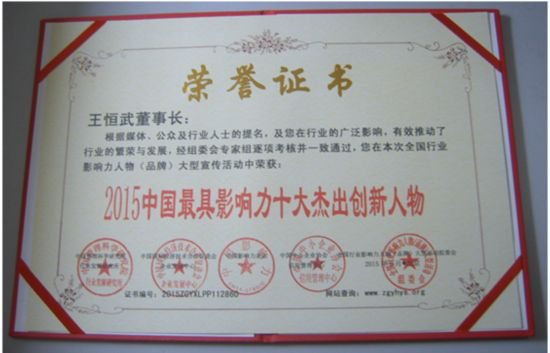 荣誉证书
王恒武董事长：
根据媒体、公众及行业人士的提名，及您在行业的广泛影响，有效推动了
行业的繁荣与发展，经组委会专家组逐项考核并一致通过，您在本次全国行业
影响力人物（品牌）大型宣传活动中荣获：
2015中国最具影响力十大杰出创新人物
证书编号：2015ZGYXLPP112860
网站查询：www.zgyhyk.org